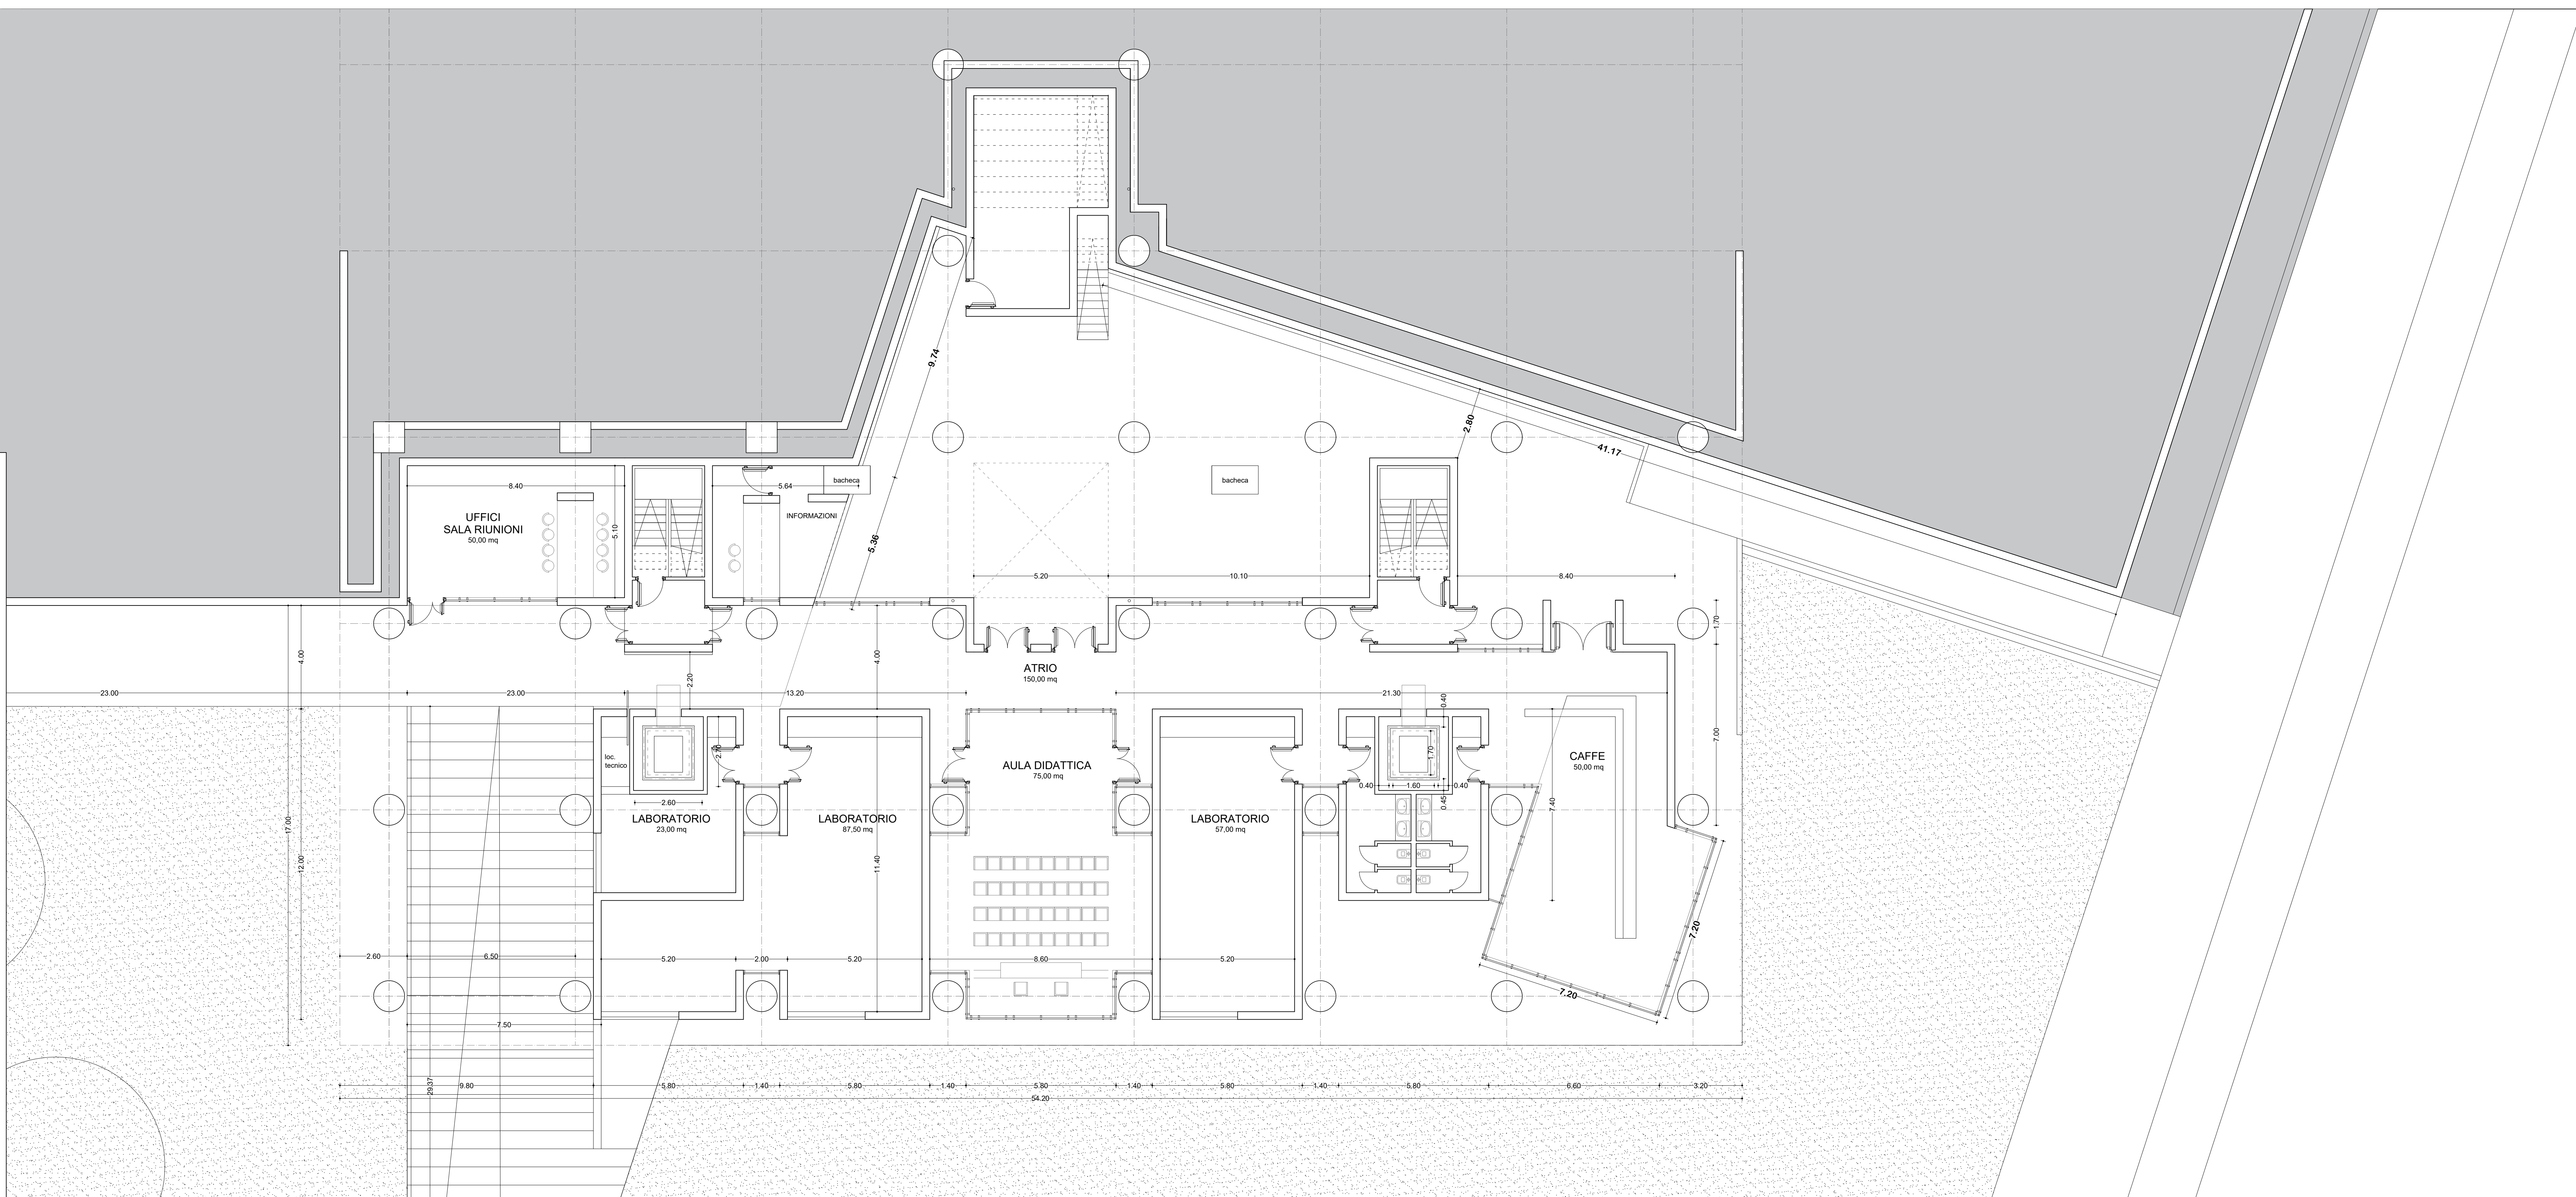 9.74
2.80
41.17
bacheca
bacheca
8.40
5.64
5.10
UFFICI
SALA RIUNIONI
50,00 mq
INFORMAZIONI
5.36
5.20
10.10
8.40
1.70
4.00
4.00
2.20
ATRIO
150,00 mq
23.00
23.00
13.20
21.30
0.40
7.00
loc.
tecnico
2.70
1.70
AULA DIDATTICA
75,00 mq
CAFFE
50,00 mq
0.40
1.60
0.40
2.60
0.45
7.40
17.00
LABORATORIO
23,00 mq
LABORATORIO
87,50 mq
LABORATORIO
57,00 mq
12.00
11.40
7.20
2.60
6.50
5.20
2.00
5.20
8.60
5.20
7.20
7.50
29.37
9.80
5.80
1.40
5.80
1.40
5.80
1.40
5.80
1.40
5.80
6.60
3.20
54.20